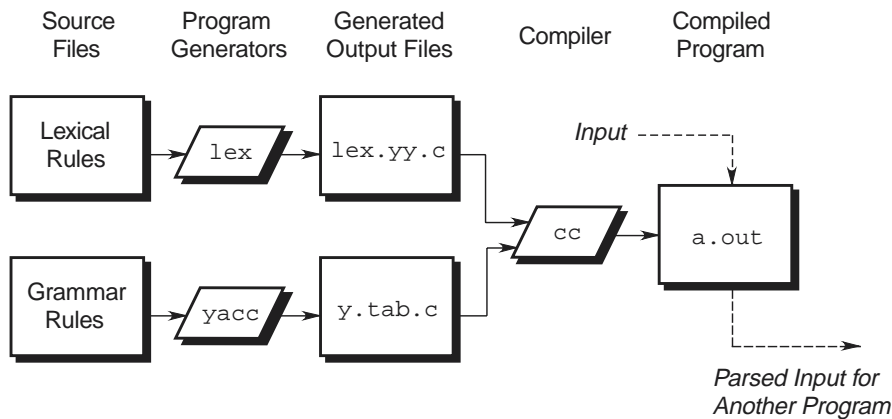 Source
Files
Program
Generators
Generated
Output Files
Compiler
Compiled
Program
Lexical
Rules
lex
lex.yy.c
Input
cc
a.out
Grammar
Rules
yacc
y.tab.c
Parsed Input for
Another Program